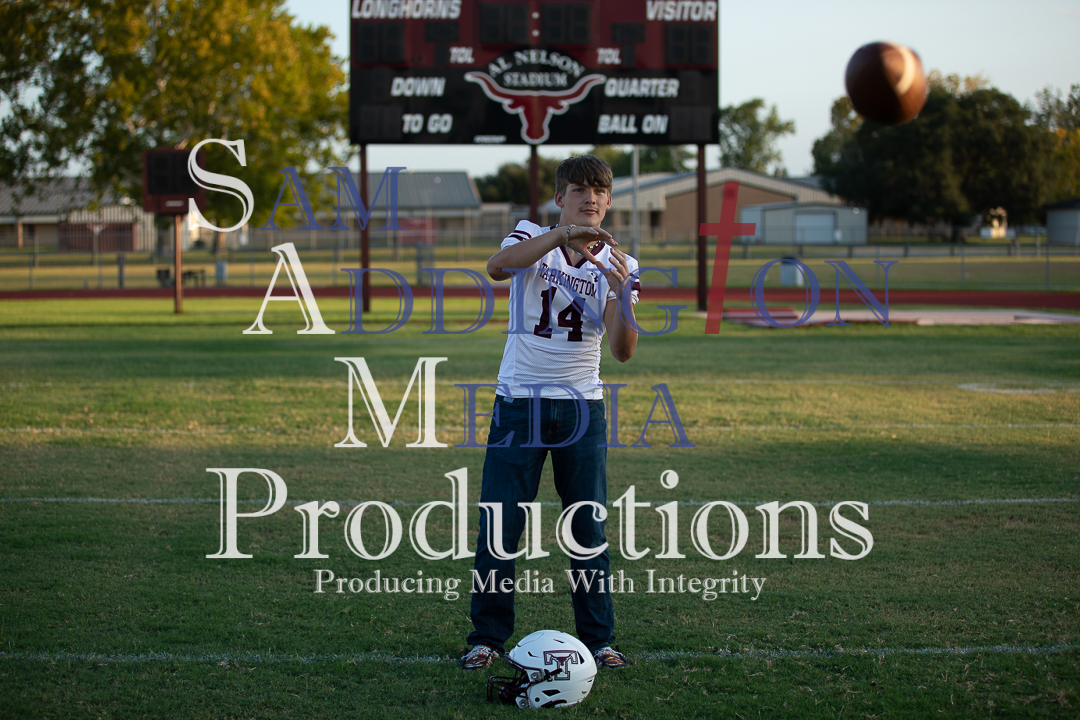 LONGHORNS VISITOR
TOL TOL
AL NELSON
STADIUM
DOWN QUARTER
TO GO BALL ON
SAM
ADDINGTON
MEDIA
Productions
Producing Media With Integrity
TARKINGTON
14
T